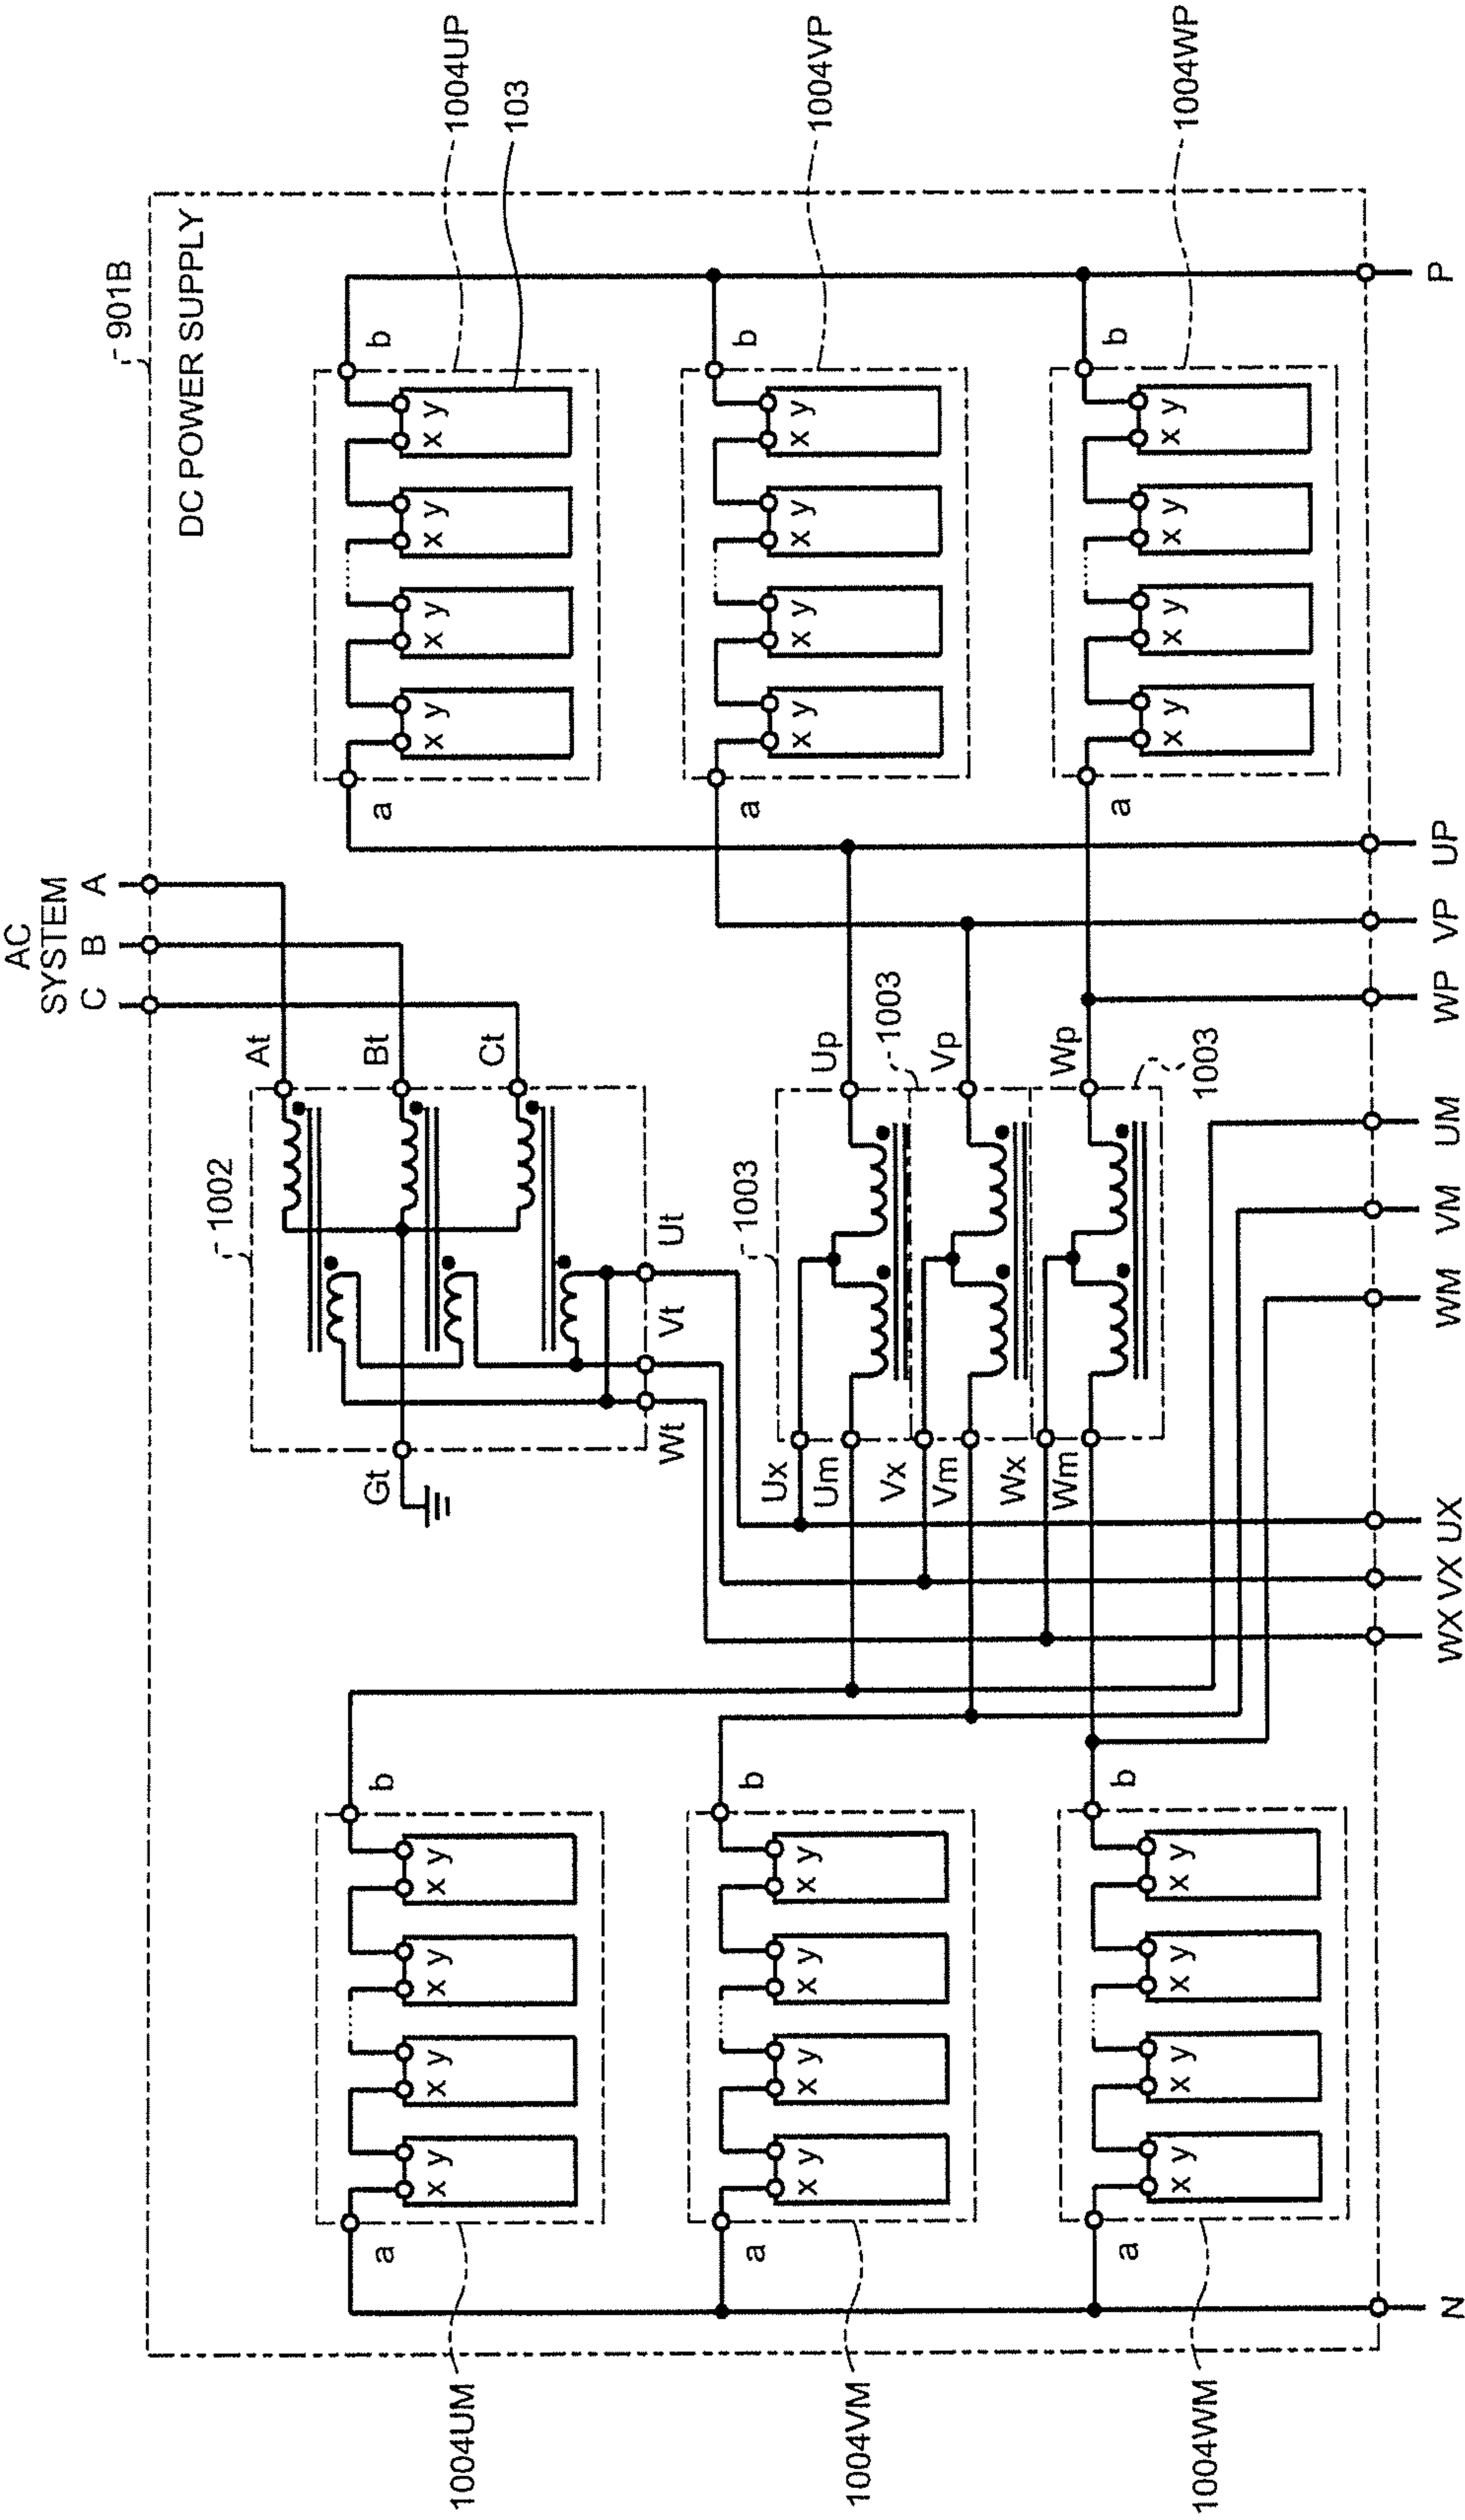 901B
DC POWER SUPPLY
AC
SYSTEM
C B A
1004UP
103
1004VP
1004WP
1004UM
1004VM
1004WM
1002
At
Bt
Ct
Gt
Ut
Vt
Wt
1003
1003
1003
Up
Vp
Wp
Ux
Um
Vx
Vm
Wx
Wm
a
x y x y x y x y
b
a
x y x y x y x y
b
a
x y x y x y x y
b
a
x y x y x y x y
b
a
x y x y x y x y
b
a
x y x y x y x y
b
N
WX VX UX
WM VM UM
WP VP UP
P